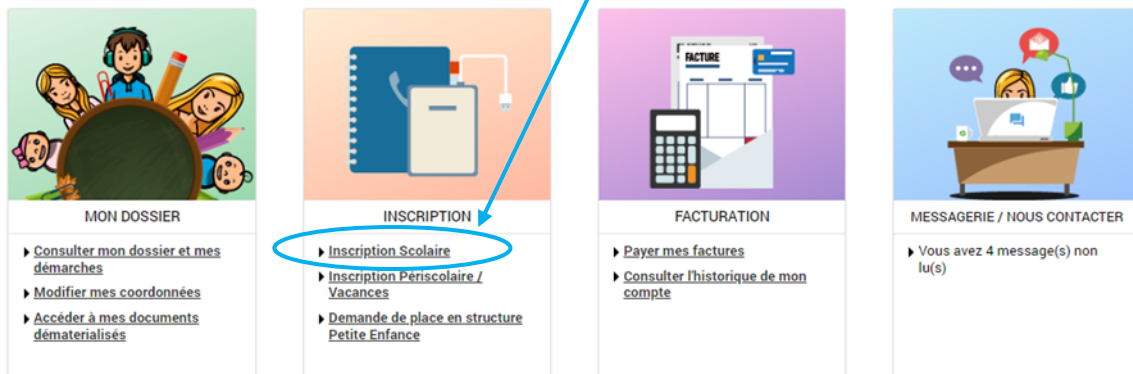 FACTURE
MON DOSSIER
Consulter mon dossier et mes
démarches
Modifier mes coordonnées
Accéder à mes documents
dématerialisés
INSCRIPTION
Inscription Scolaire
Inscription Périscolaire /
Vacances
Demande de place en structure
Petite Enfance
FACTURATION
Payer mes factures
Consulter l'historique de mon
compte
MESSAGERIE / NOUS CONTACTER
Vous avez 4 message(s) non
lu(s)